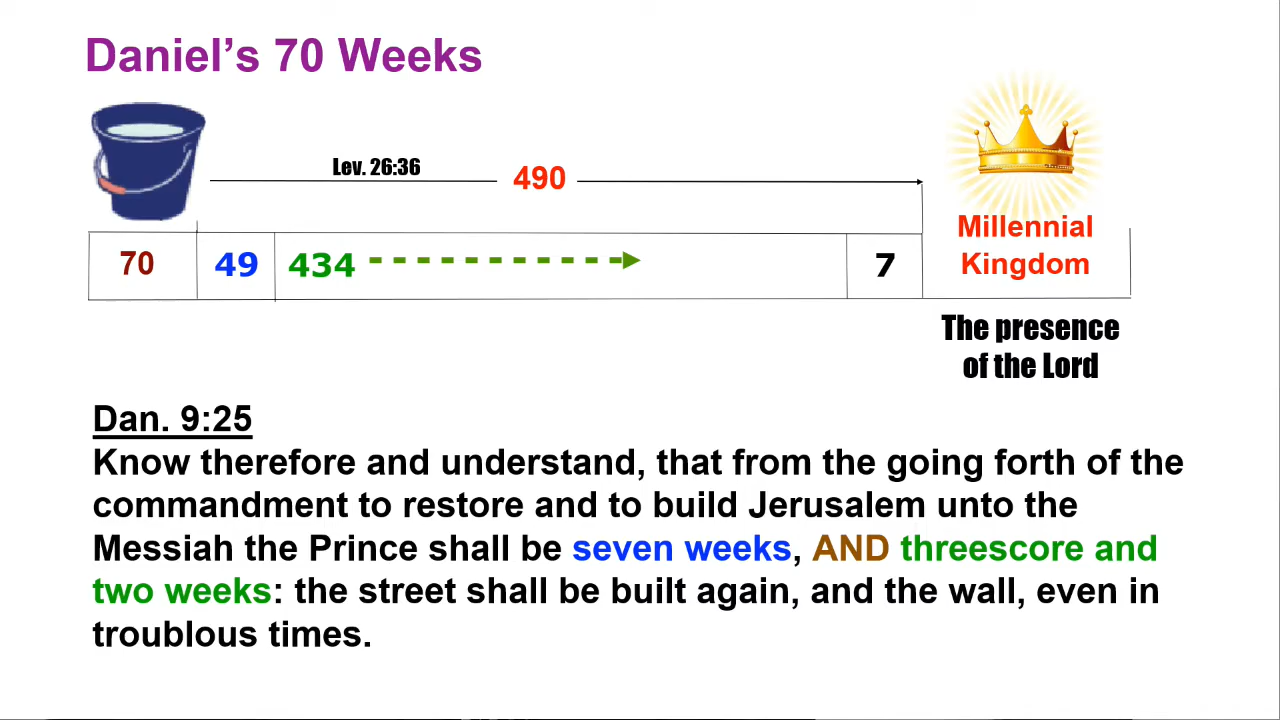 Daniel’s 70 Weeks
Lev. 26:36
490
70
49
434
7
Millennial
Kingdom
The presence
of the Lord
Dan. 9:25
Know therefore and understand, that from the going forth of the
commandment to restore and to build Jerusalem unto the
Messiah the Prince shall be seven weeks, AND threescore and
two weeks: the street shall be built again, and the wall, even in
troublous times.